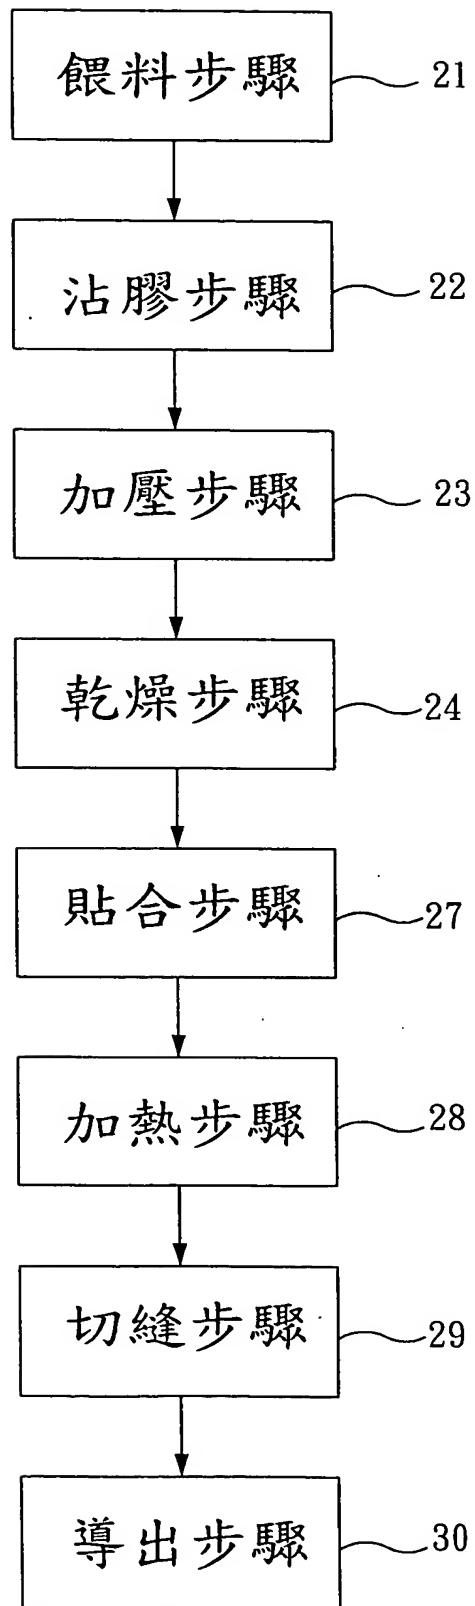 餵料步驟 21
沾膠步驟 22
加壓步驟 23
乾燥步驟 24
貼合步驟 27
加熱步驟 28
切縫步驟 29
導出步驟 30